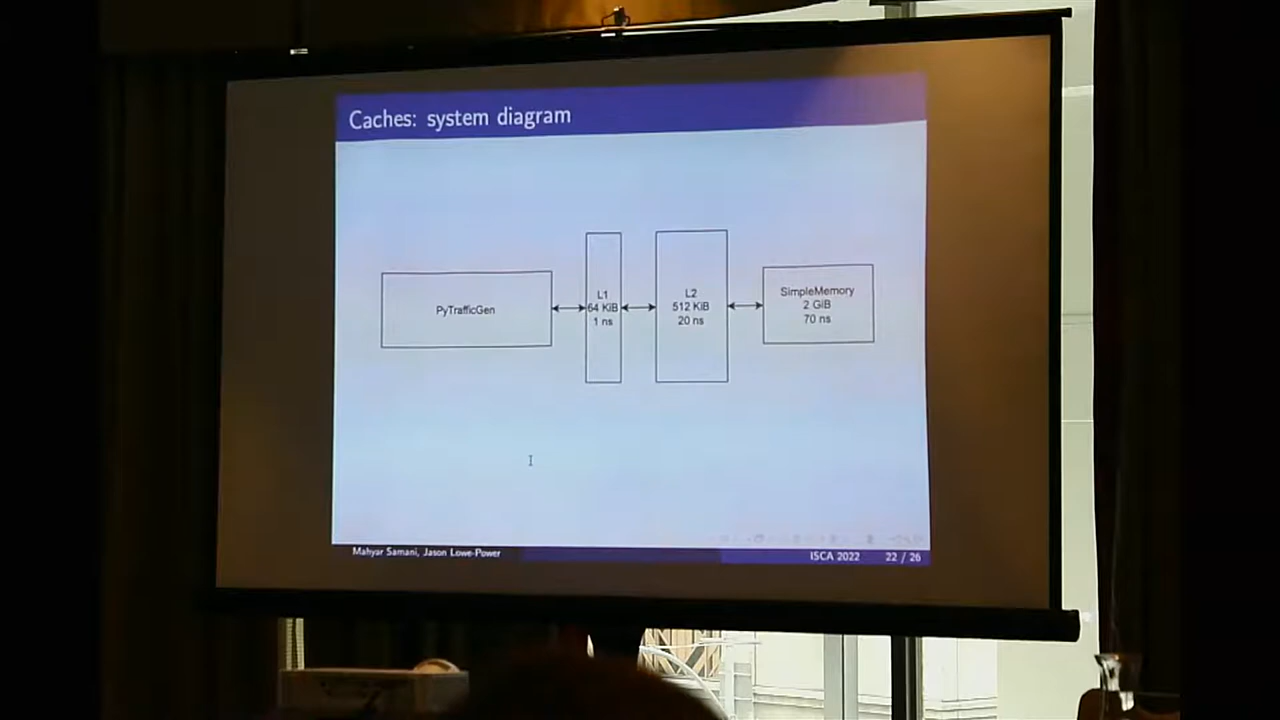 Caches: system diagram
PyTrafficGen
L1
64 KiB
1 ns
L2
512 KiB
20 ns
SimpleMemory
2 GiB
70 ns
Mahyar Samani, Jason Lowe-Power
ISCA 2022
22 / 26